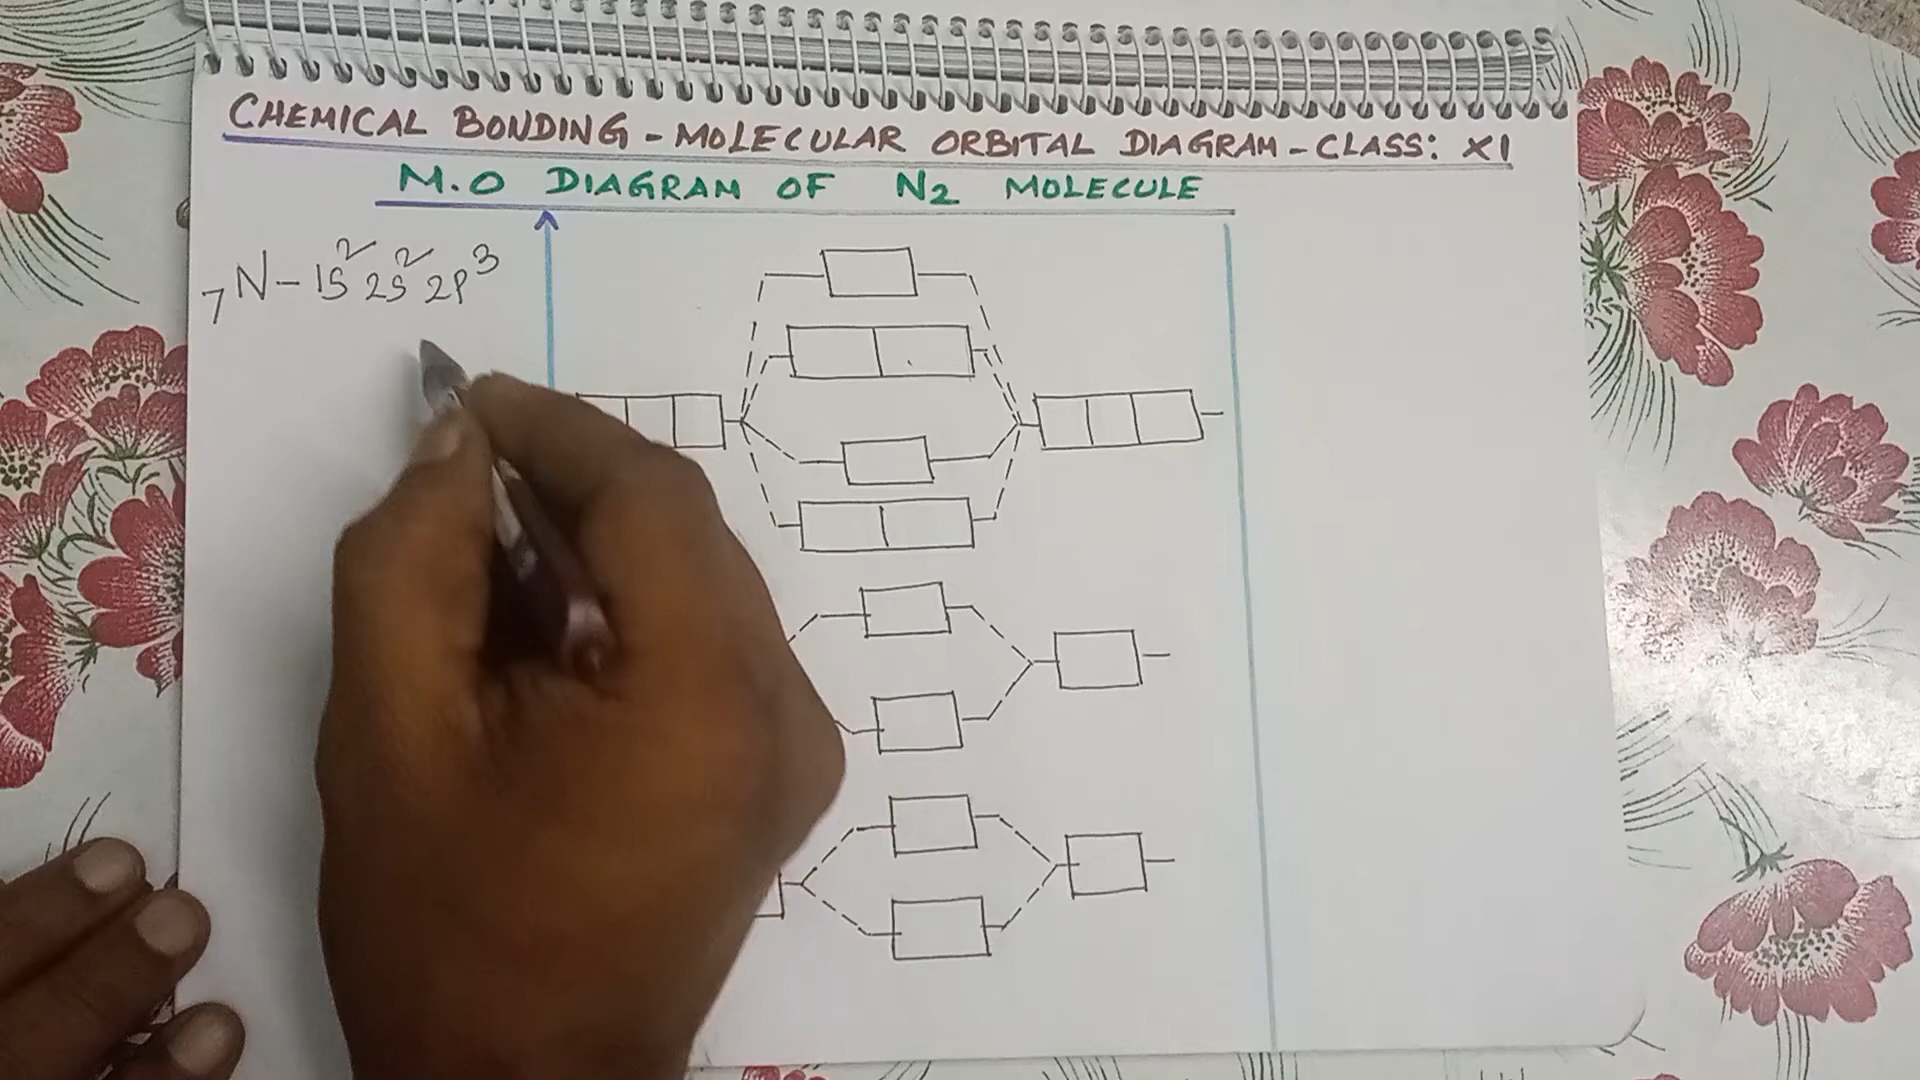 CHEMICAL BONDING - MOLECULAR ORBITAL DIAGRAM - CLASS: XI
M.O DIAGRAM OF N2 MOLECULE
7N - 1S² 2S² 2P³